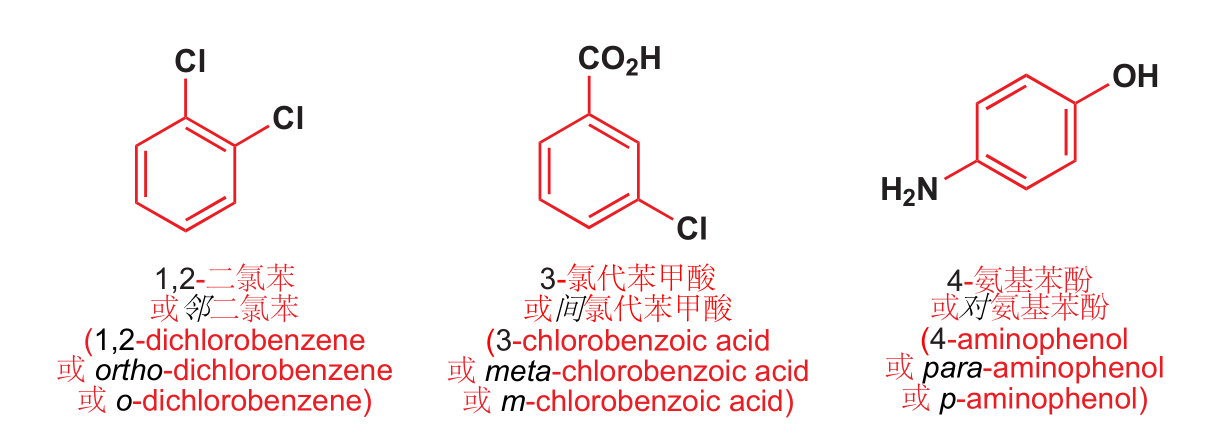 Cl
Cl
1,2-二氯苯
或邻二氯苯
(1,2-dichlorobenzene
或 ortho-dichlorobenzene
或 o-dichlorobenzene)
CO₂H
Cl
3-氯代苯甲酸
或间氯代苯甲酸
(3-chlorobenzoic acid
或 meta-chlorobenzoic acid
或 m-chlorobenzoic acid)
OH
H₂N
4-氨基苯酚
或对氨基苯酚
(4-aminophenol
或 para-aminophenol
或 p-aminophenol)